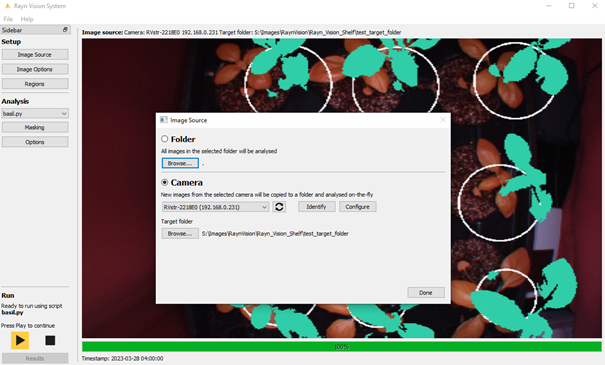 Rayn Vision System
File Help
Sidebar
Setup
Image Source
Image Options
Regions
Analysis
basil.py
Masking
Options
Run
Ready to run using script
basil.py
Press Play to continue
Results
Image source: Camera: RVstr-2218E0 192.168.0.231 Target folder: S:\Images\RaynVision\Rayn_Vision_Shelf\test_target_folder
Image Source
Folder
All images in the selected folder will be analysed
Browse... .
Camera
New images from the selected camera will be copied to a folder and analysed on-the-fly
RVstr-2218E0 (192.168.0.231) Identify Configure
Target folder
Browse... S:\Images\RaynVision\Rayn_Vision_Shelf\test_target_folder
Done
100%
Timestamp: 2023-03-28 04:00:00